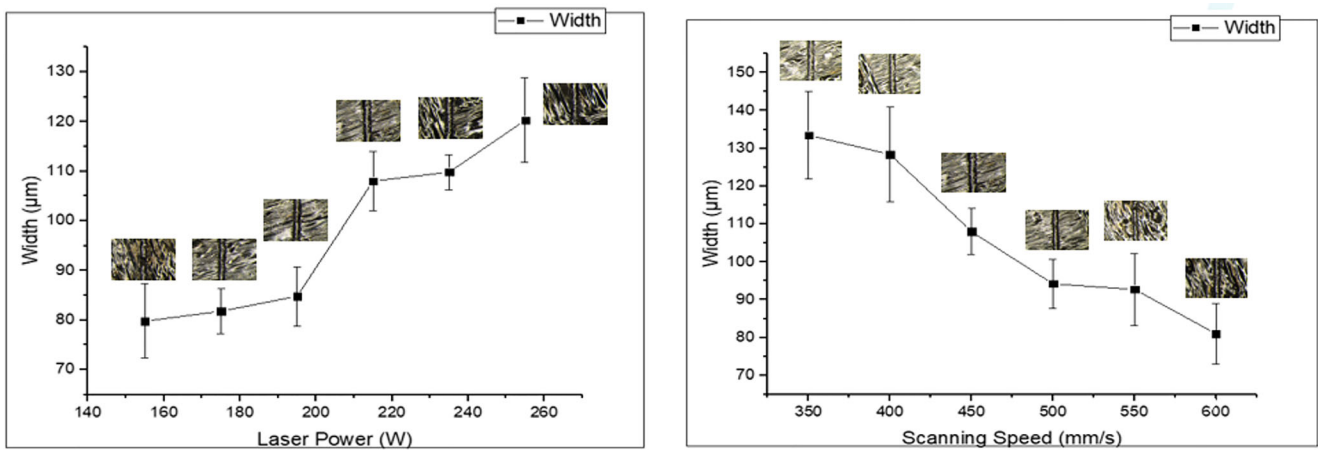 Width
130
120
110
100
90
80
70
Width (μm)
140 160 180 200 220 240 260
Laser Power (W)
Width
150
140
130
120
110
100
90
80
70
Width (μm)
350 400 450 500 550 600
Scanning Speed (mm/s)